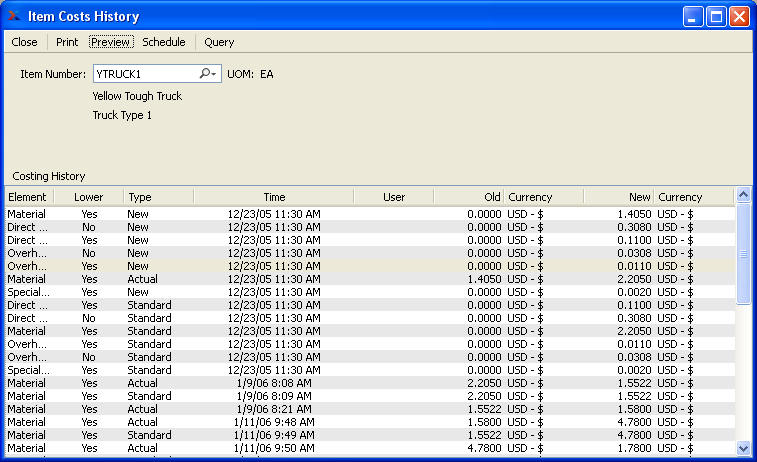 Item Costs History
Close Print Preview Schedule Query
Item Number: YTRUCK1 UOM: EA
Yellow Tough Truck
Truck Type 1
Costing History
Element Lower Type Time User Old Currency New Currency
Material Yes New 12/23/05 11:30 AM 0.0000 USD - $ 1.4050 USD - $
Direct ... No New 12/23/05 11:30 AM 0.0000 USD - $ 0.3080 USD - $
Direct ... Yes New 12/23/05 11:30 AM 0.0000 USD - $ 0.1100 USD - $
Overh... No New 12/23/05 11:30 AM 0.0000 USD - $ 0.0308 USD - $
Overh... Yes New 12/23/05 11:30 AM 0.0000 USD - $ 0.0110 USD - $
Material Yes Actual 12/23/05 11:30 AM 1.4050 USD - $ 2.2050 USD - $
Special... Yes New 12/23/05 11:30 AM 0.0000 USD - $ 0.0020 USD - $
Direct ... Yes Standard 12/23/05 11:30 AM 0.0000 USD - $ 0.1100 USD - $
Direct ... No Standard 12/23/05 11:30 AM 0.0000 USD - $ 0.3080 USD - $
Material Yes Standard 12/23/05 11:30 AM 0.0000 USD - $ 2.2050 USD - $
Overh... Yes Standard 12/23/05 11:30 AM 0.0000 USD - $ 0.0110 USD - $
Overh... No Standard 12/23/05 11:30 AM 0.0000 USD - $ 0.0308 USD - $
Special... Yes Standard 12/23/05 11:30 AM 0.0000 USD - $ 0.0020 USD - $
Material Yes Actual 1/9/06 8:08 AM 2.2050 USD - $ 1.5522 USD - $
Material Yes Standard 1/9/06 8:09 AM 2.2050 USD - $ 1.5522 USD - $
Material Yes Actual 1/9/06 8:21 AM 1.5522 USD - $ 1.5800 USD - $
Material Yes Actual 1/11/06 9:48 AM 1.5800 USD - $ 4.7800 USD - $
Material Yes Standard 1/11/06 9:49 AM 1.5522 USD - $ 4.7800 USD - $
Material Yes Actual 1/11/06 9:50 AM 4.7800 USD - $ 1.5800 USD - $